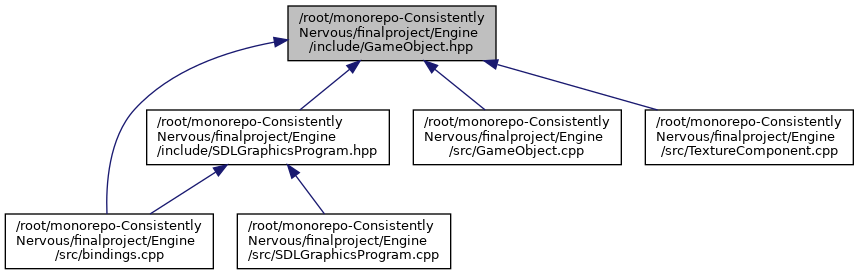 /root/monorepo-Consistently
Nervous/finalproject/Engine
/include/GameObject.hpp
/root/monorepo-Consistently
Nervous/finalproject/Engine
/include/SDLGraphicsProgram.hpp
/root/monorepo-Consistently
Nervous/finalproject/Engine
/src/GameObject.cpp
/root/monorepo-Consistently
Nervous/finalproject/Engine
/src/TextureComponent.cpp
/root/monorepo-Consistently
Nervous/finalproject/Engine
/src/bindings.cpp
/root/monorepo-Consistently
Nervous/finalproject/Engine
/src/SDLGraphicsProgram.cpp